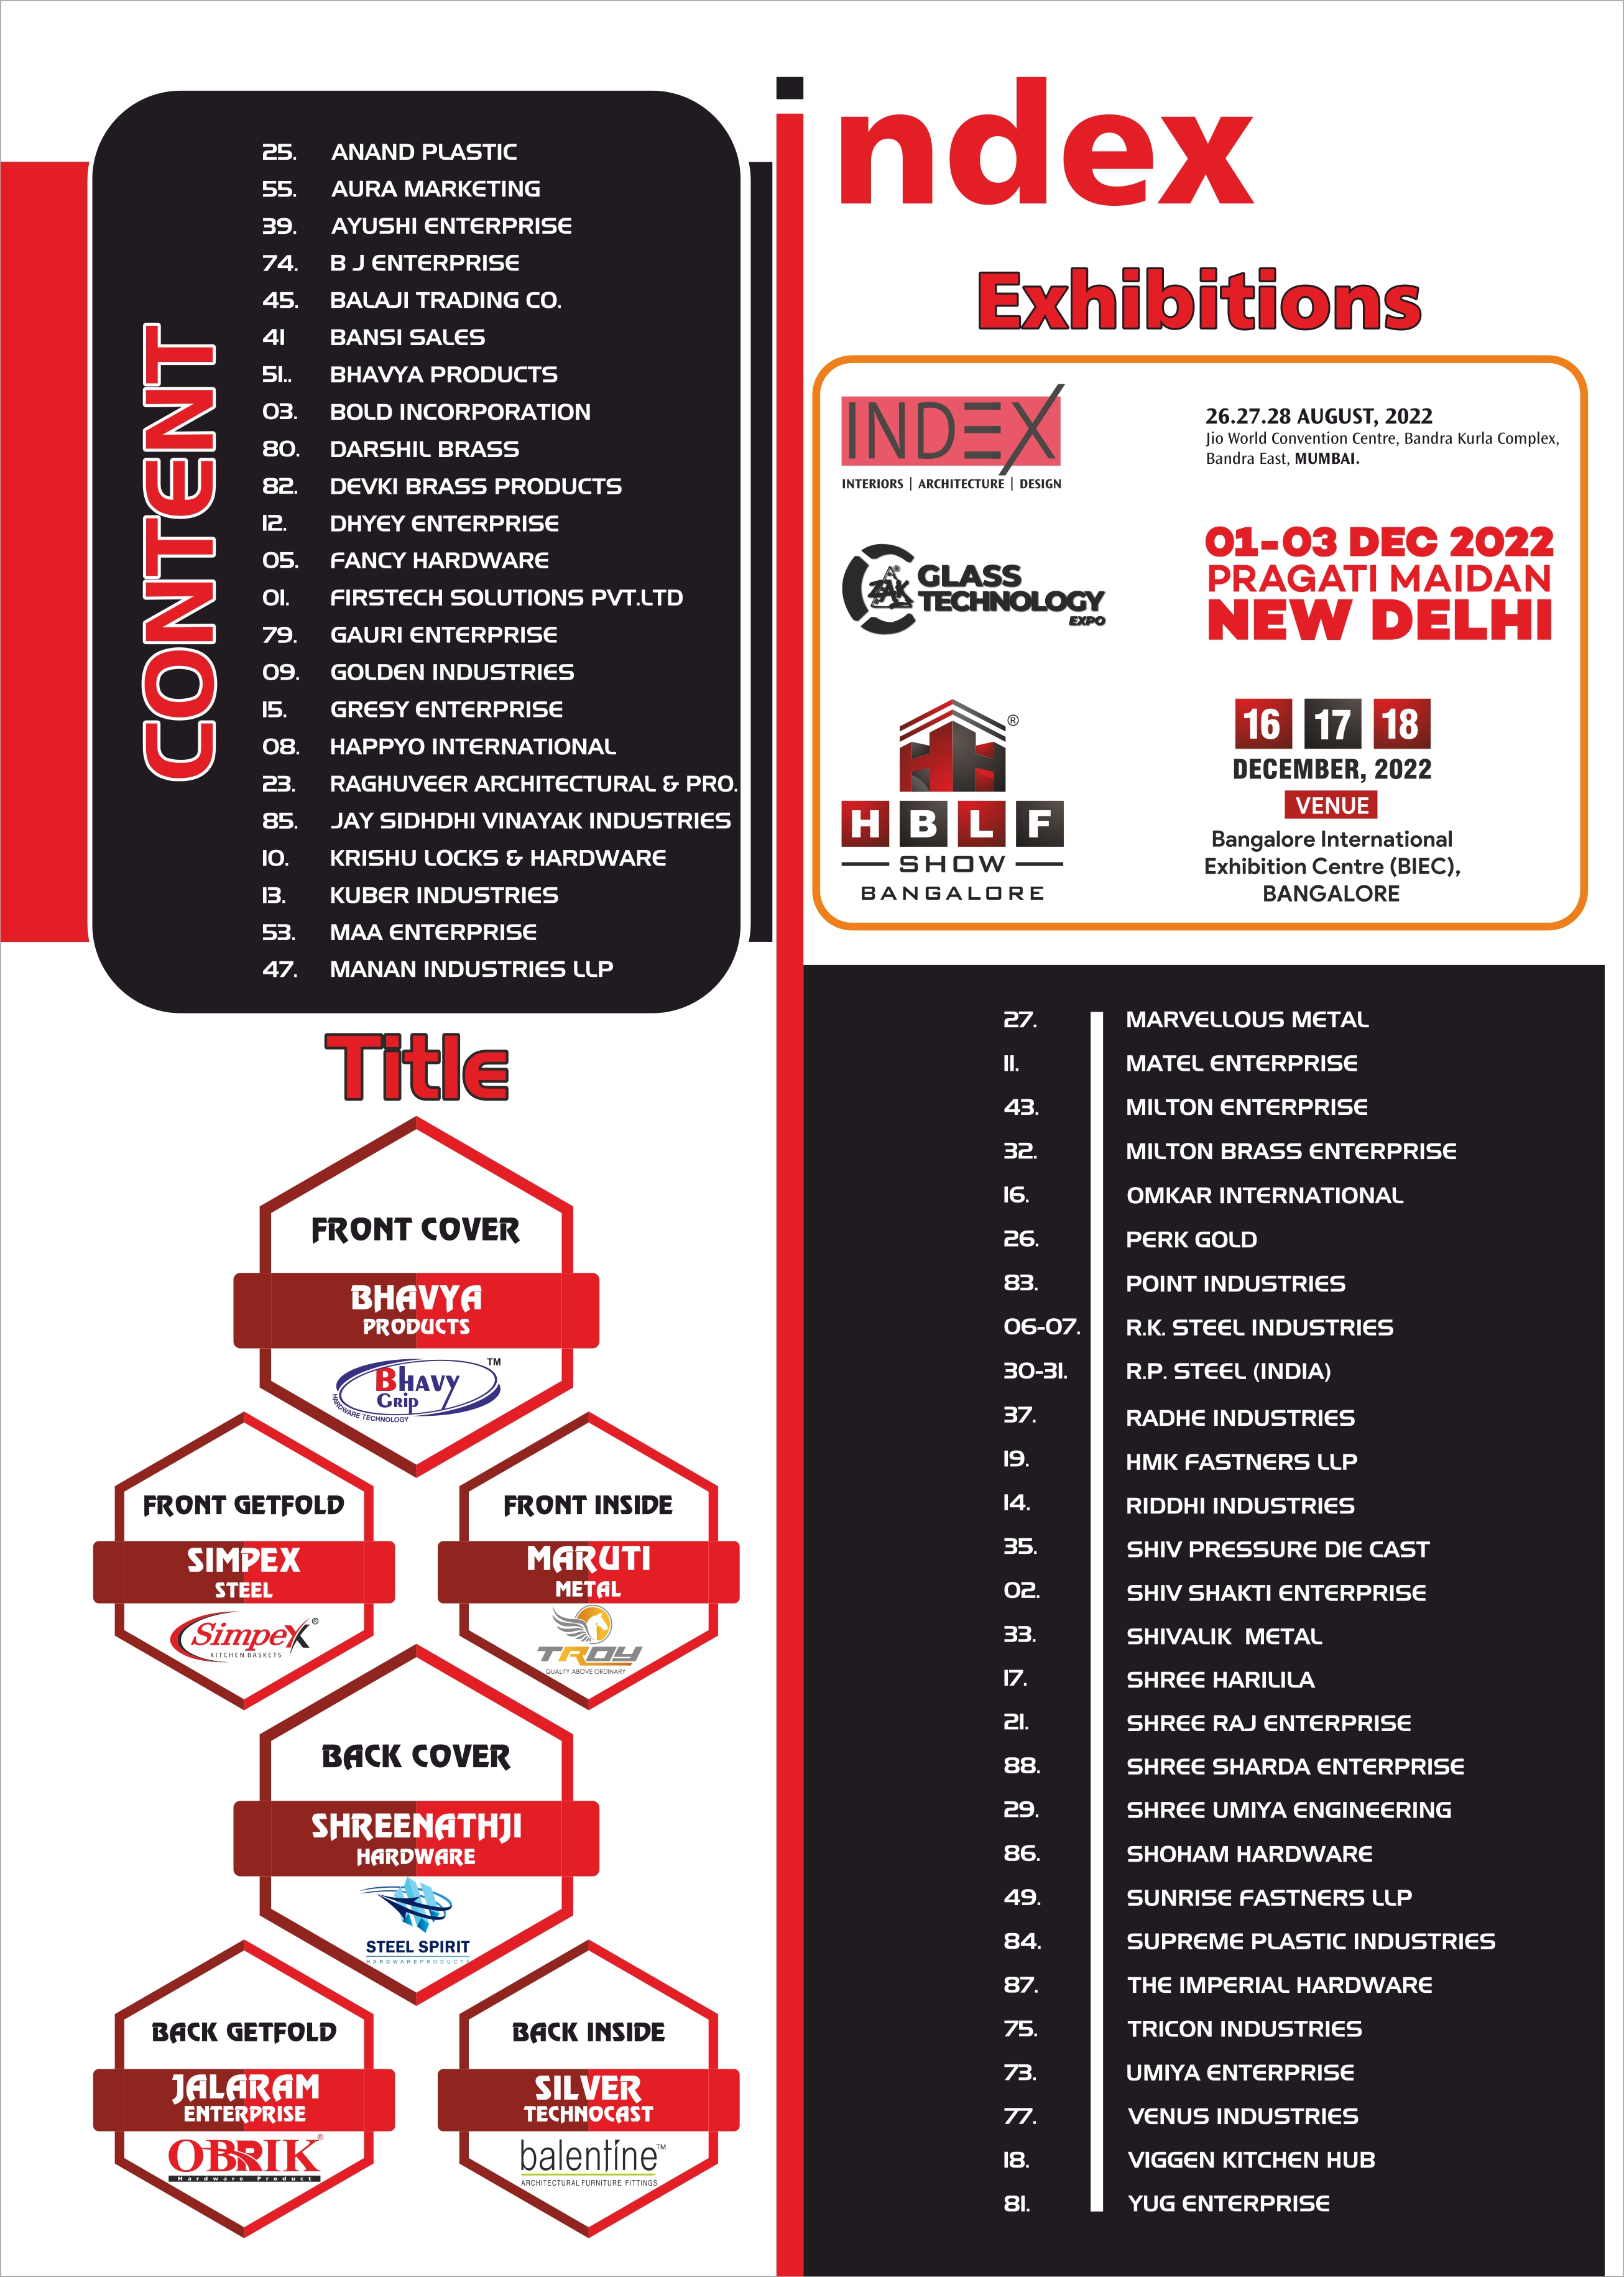 index
CONTENT
25. ANAND PLASTIC
55. AURA MARKETING
39. AYUSHI ENTERPRISE
74. B J ENTERPRISE
45. BALAJI TRADING CO.
41 BANSI SALES
51.. BHAVYA PRODUCTS
03. BOLD INCORPORATION
80. DARSHIL BRASS
82. DEVKI BRASS PRODUCTS
12. DHYEY ENTERPRISE
05. FANCY HARDWARE
01. FIRSTECH SOLUTIONS PVT.LTD
79. GAURI ENTERPRISE
09. GOLDEN INDUSTRIES
15. GRESY ENTERPRISE
08. HAPPYO INTERNATIONAL
23. RAGHUVEER ARCHITECTURAL & PRO.
85. JAY SIDHDHI VINAYAK INDUSTRIES
10. KRISHU LOCKS & HARDWARE
13. KUBER INDUSTRIES
53. MAA ENTERPRISE
47. MANAN INDUSTRIES LLP
Exhibitions
INDEX
INTERIORS | ARCHITECTURE | DESIGN
26.27.28 AUGUST, 2022
Jio World Convention Centre, Bandra Kurla Complex,
Bandra East, MUMBAI.
ZAK
GLASS
TECHNOLOGY
EXPO
01-03 DEC 2022
PRAGATI MAIDAN
NEW DELHI
®
HBLF
SHOW
BANGALORE
16 17 18
DECEMBER, 2022
VENUE
Bangalore International
Exhibition Centre (BIEC),
BANGALORE
Title
FRONT COVER
BHAVYA
PRODUCTS
BHAVY TM
GRIP
HARDWARE TECHNOLOGY
FRONT GETFOLD
SIMPEX
STEEL
Simpex ®
KITCHEN BASKETS
FRONT INSIDE
MARUTI
METAL
TROY
QUALITY ABOVE ORDINARY
BACK COVER
SHREENATHJI
HARDWARE
STEEL SPIRIT
HARDWAREPRODUCTS
BACK GETFOLD
JALARAM
ENTERPRISE
OBRIK ®
Hardware Product
BACK INSIDE
SILVER
TECHNOCAST
balentine TM
ARCHITECTURAL FURNITURE FITTINGS
27. MARVELLOUS METAL
11. MATEL ENTERPRISE
43. MILTON ENTERPRISE
32. MILTON BRASS ENTERPRISE
16. OMKAR INTERNATIONAL
26. PERK GOLD
83. POINT INDUSTRIES
06-07. R.K. STEEL INDUSTRIES
30-31. R.P. STEEL (INDIA)
37. RADHE INDUSTRIES
19. HMK FASTNERS LLP
14. RIDDHI INDUSTRIES
35. SHIV PRESSURE DIE CAST
02. SHIV SHAKTI ENTERPRISE
33. SHIVALIK METAL
17. SHREE HARILILA
21. SHREE RAJ ENTERPRISE
88. SHREE SHARDA ENTERPRISE
29. SHREE UMIYA ENGINEERING
86. SHOHAM HARDWARE
49. SUNRISE FASTNERS LLP
84. SUPREME PLASTIC INDUSTRIES
87. THE IMPERIAL HARDWARE
75. TRICON INDUSTRIES
73. UMIYA ENTERPRISE
77. VENUS INDUSTRIES
18. VIGGEN KITCHEN HUB
81. YUG ENTERPRISE